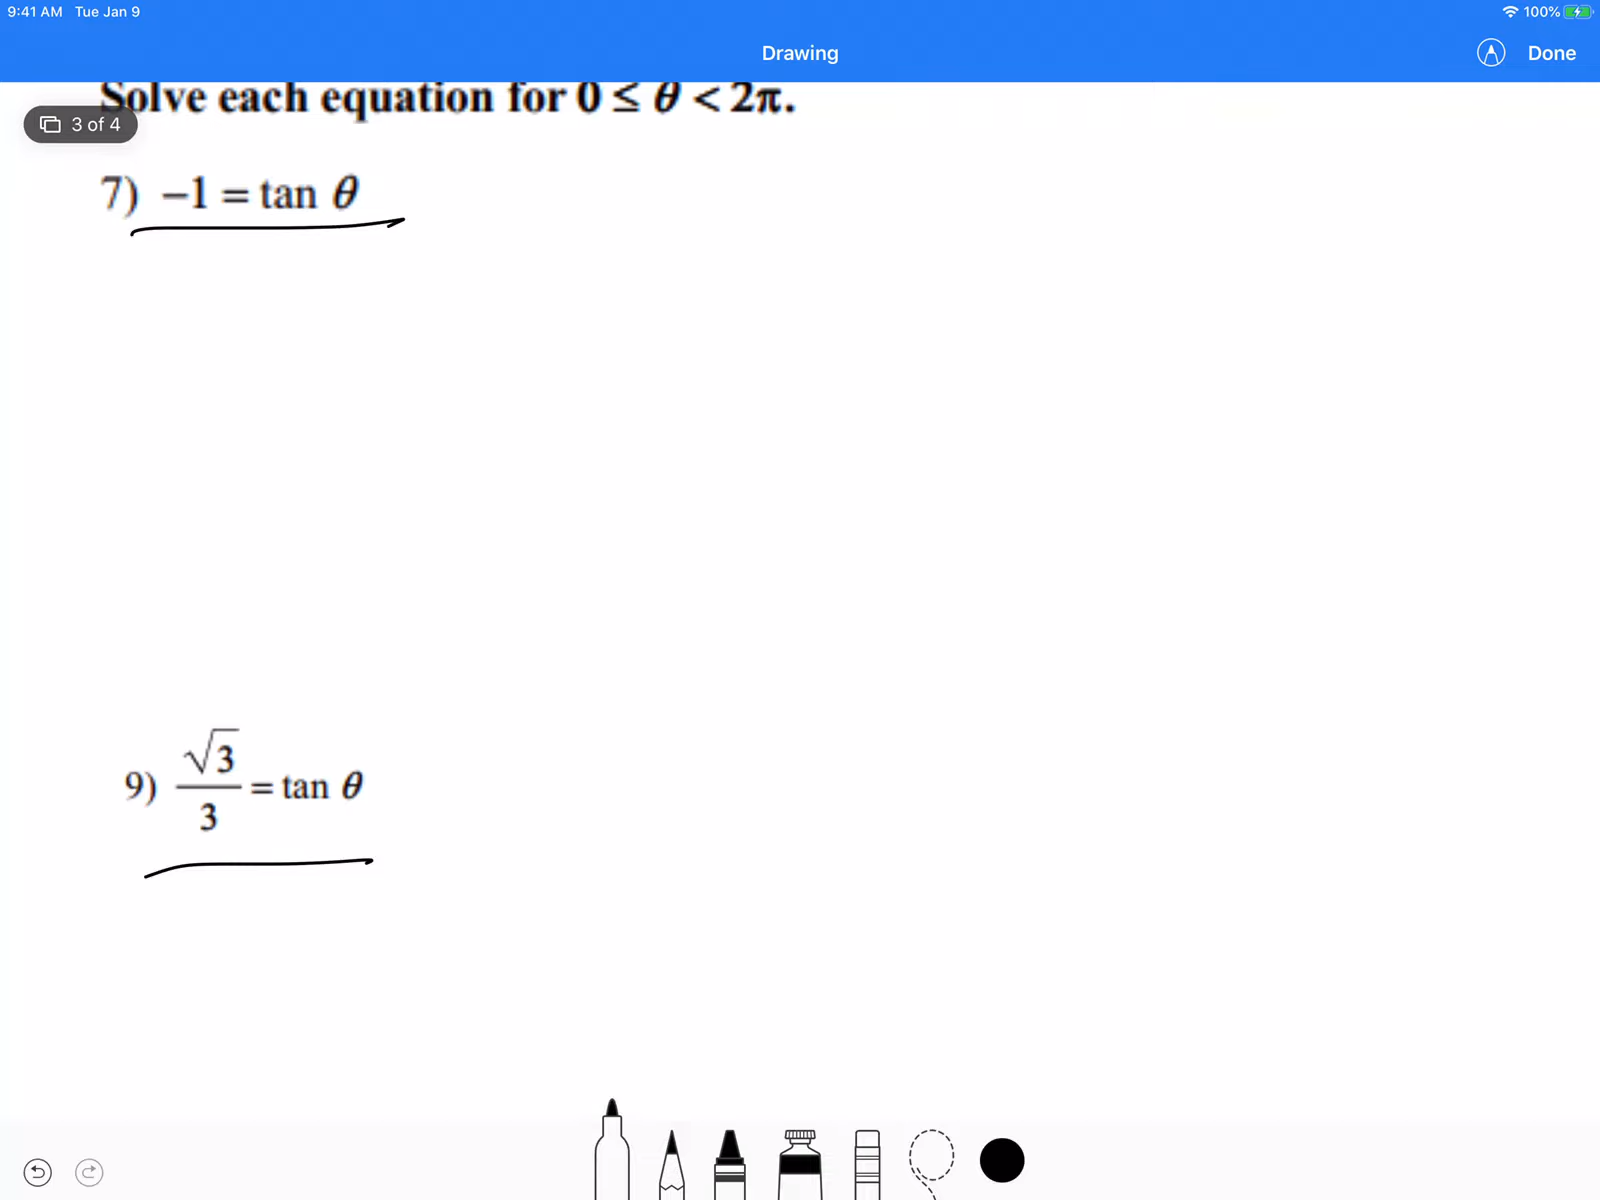 9:41 AM Tue Jan 9
100%
Drawing
Done
Solve each equation for 0 ≤ θ < 2π.
3 of 4
7) −1 = tan θ
9) √3/3 = tan θ